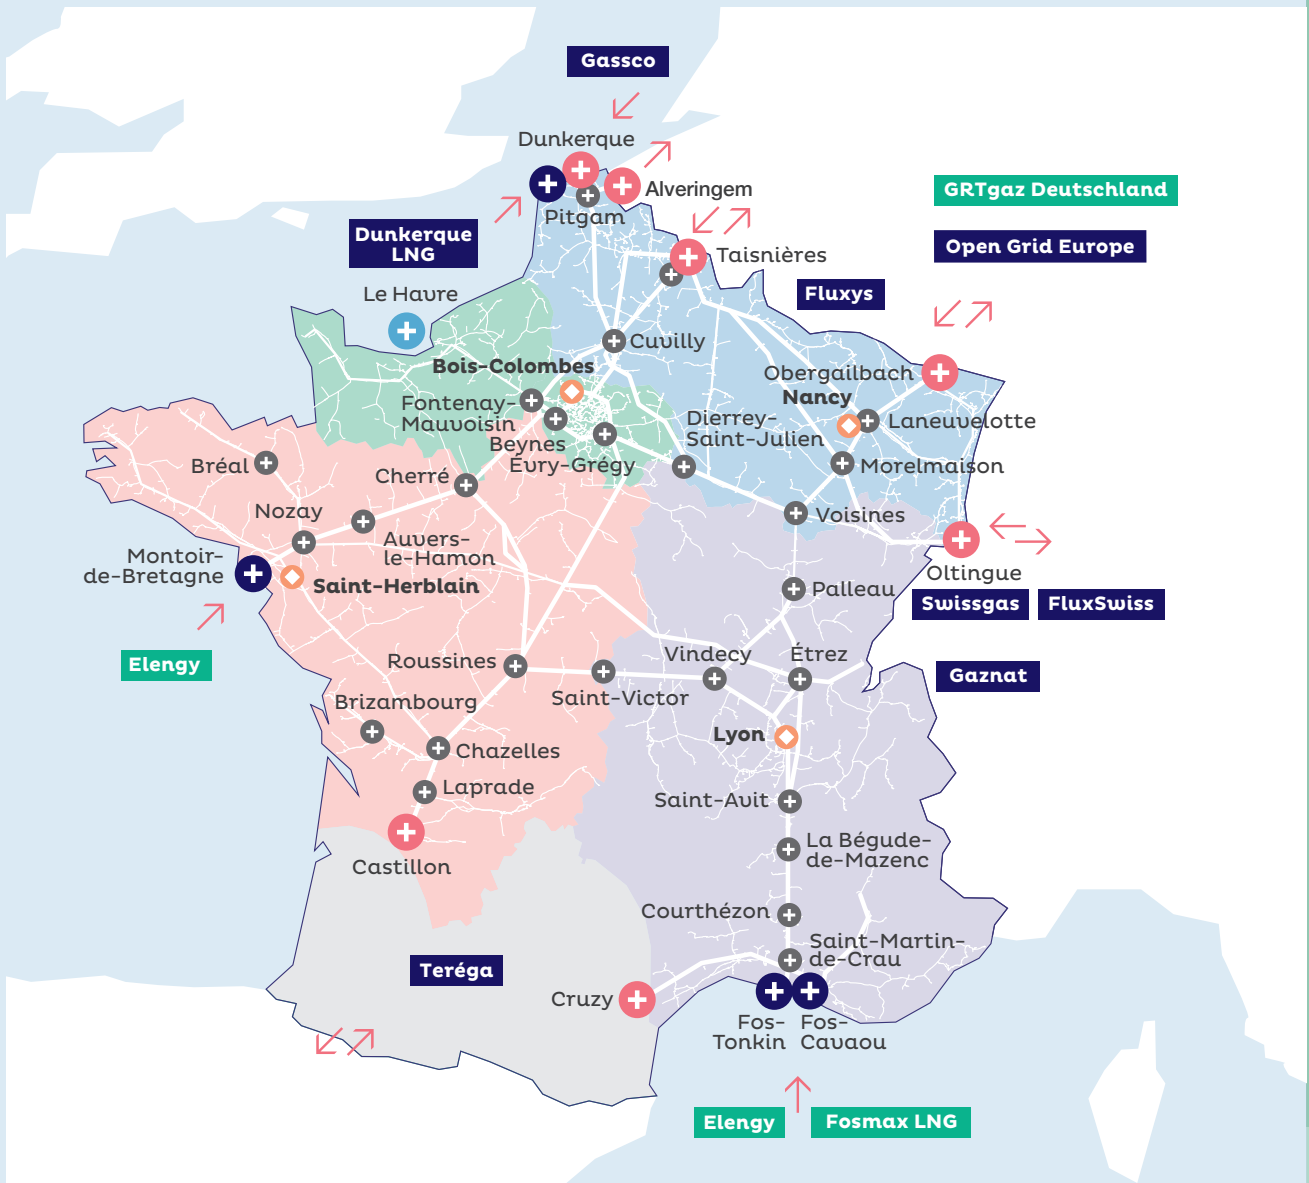 Gassco
Dunkerque
Alveringem
Pitgam
GRTgaz Deutschland
Dunkerque
LNG
Open Grid Europe
Taisnières
Le Havre
Fluxys
Cuvilly
Bois-Colombes
Obergailbach
Nancy
Fontenay-
Mauvoisin
Dierrey-
Saint-Julien
Laneuvelotte
Beynes
Évry-Grégy
Bréal
Cherré
Morelmaison
Nozay
Voisines
Auvers-
le-Hamon
Montoir-
de-Bretagne
Saint-Herblain
Oltingue
Palleau
Swissgas
FluxSwiss
Elengy
Roussines
Vindecy
Étrez
Gaznat
Saint-Victor
Brizambourg
Lyon
Chazelles
Laprade
Saint-Avit
La Bégude-
de-Mazenc
Castillon
Courthézon
Saint-Martin-
de-Crau
Teréga
Cruzy
Fos-
Tonkin
Fos-
Cavaou
Elengy
Fosmax LNG